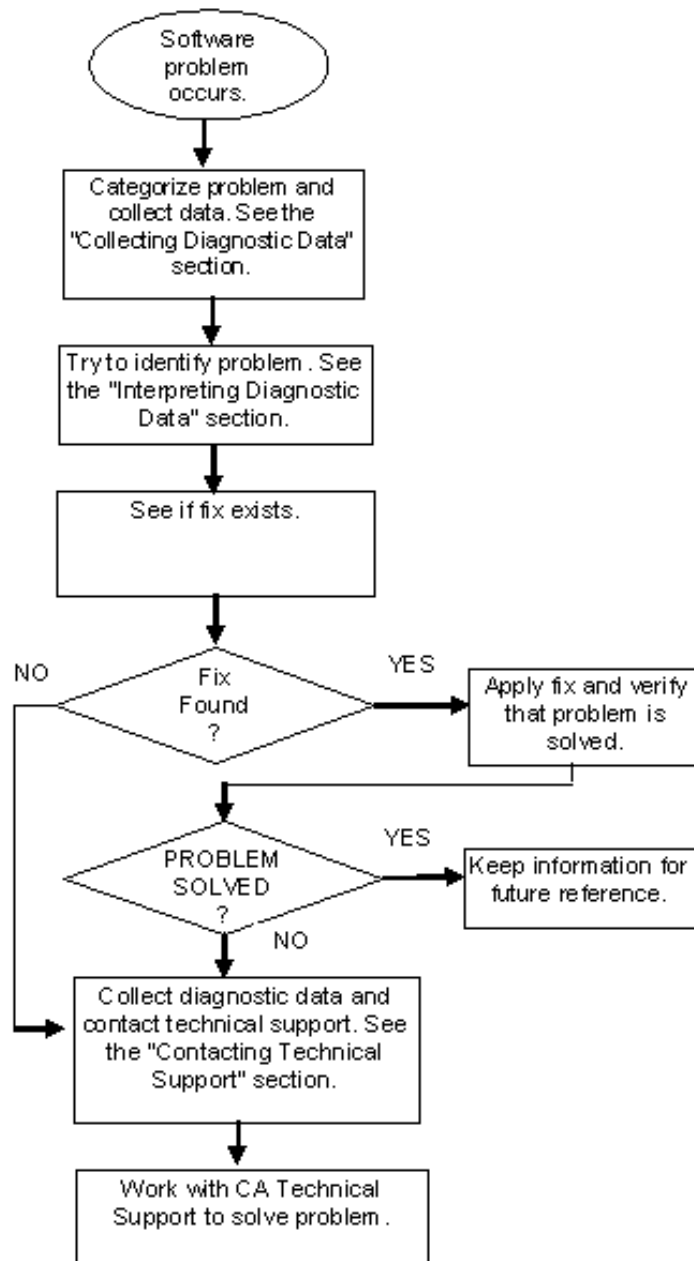 Software
problem
occurs.
Categorize problem and
collect data. See the
"Collecting Diagnostic Data"
section.
Try to identify problem. See
the "Interpreting Diagnostic
Data" section.
See if fix exists.
NO
Fix
Found
?
YES
Apply fix and verify
that problem is
solved.
PROBLEM
SOLVED
?
YES
Keep information for
future reference.
NO
Collect diagnostic data and
contact technical support. See
the "Contacting Technical
Support" section.
Work with CA Technical
Support to solve problem.